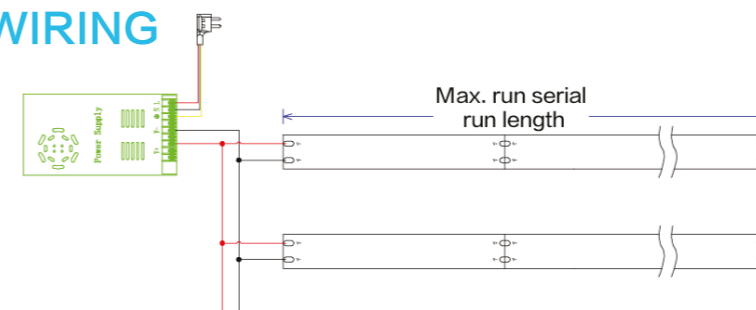 WIRING
Max. run serial
run length
Power Supply
L
N
V-
V+